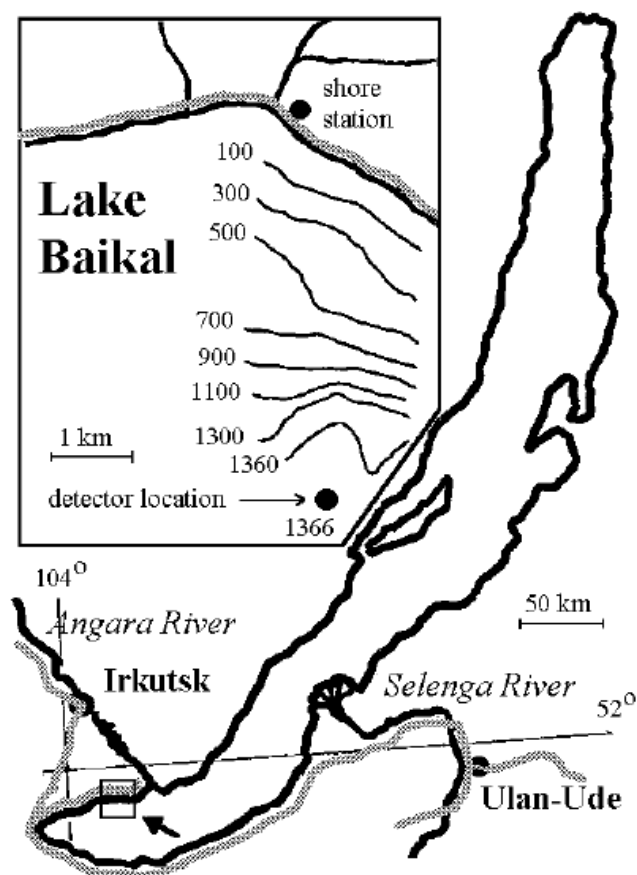 shore
station
100
Lake
Baikal
300
500
700
900
1100
1 km
1300
1360
detector location
1366
104°
Angara River
50 km
Irkutsk
Selenga River
52°
Ulan-Ude